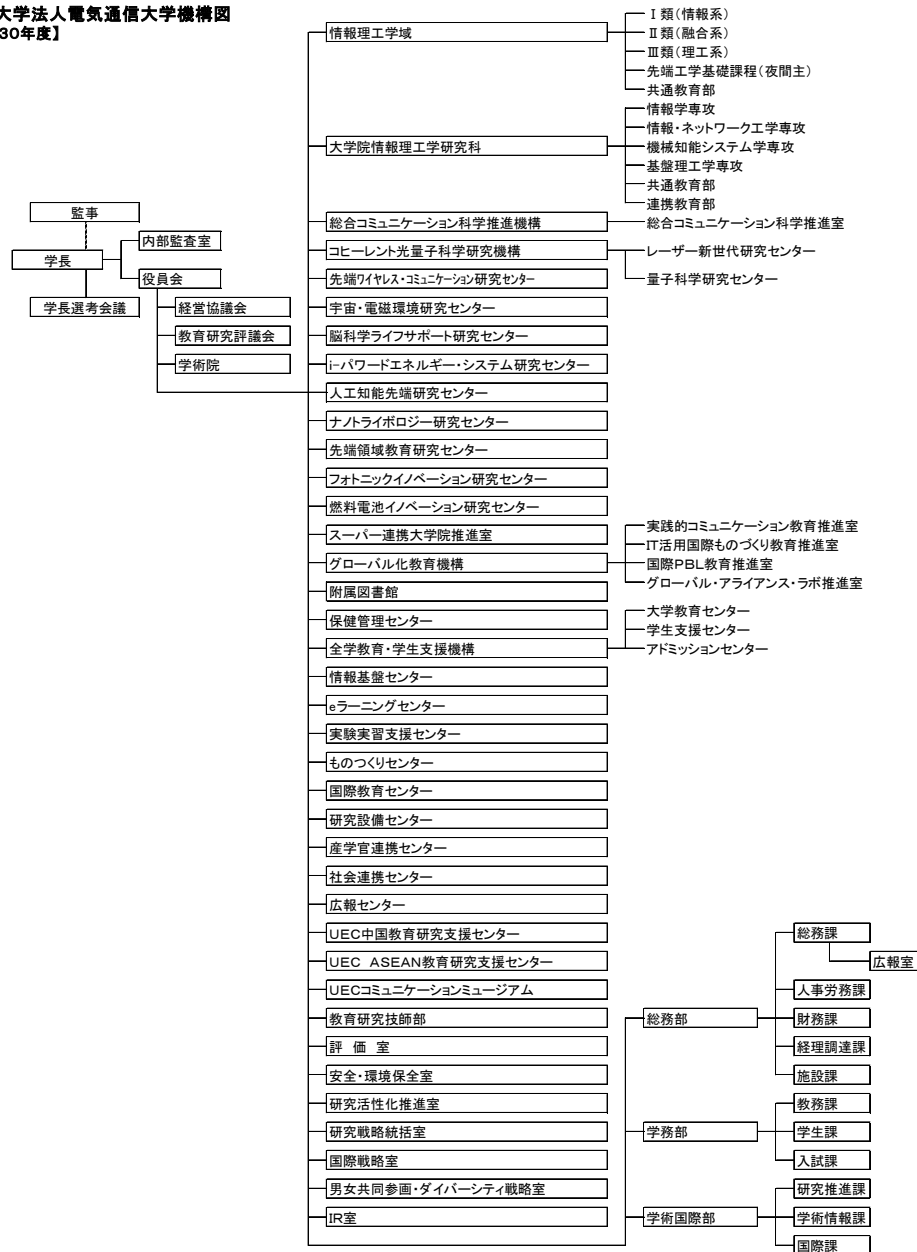 大学法人電気通信大学機構図
30年度】
監事
学長
学長選考会議
内部監査室
役員会
経営協議会
教育研究評議会
学術院
情報理工学域
Ⅰ類(情報系)
Ⅱ類(融合系)
Ⅲ類(理工系)
先端工学基礎課程(夜間主)
共通教育部
大学院情報理工学研究科
情報学専攻
情報・ネットワーク工学専攻
機械知能システム学専攻
基盤理工学専攻
共通教育部
連携教育部
総合コミュニケーション科学推進機構
総合コミュニケーション科学推進室
コヒーレント光量子科学研究機構
レーザー新世代研究センター
量子科学研究センター
先端ワイヤレス・コミュニケーション研究センター
宇宙・電磁環境研究センター
脳科学ライフサポート研究センター
i-パワードエネルギー・システム研究センター
人工知能先端研究センター
ナノトライボロジー研究センター
先端領域教育研究センター
フォトニックイノベーション研究センター
燃料電池イノベーション研究センター
スーパー連携大学院推進室
グローバル化教育機構
実践的コミュニケーション教育推進室
IT活用国際ものづくり教育推進室
国際PBL教育推進室
グローバル・アライアンス・ラボ推進室
附属図書館
保健管理センター
全学教育・学生支援機構
大学教育センター
学生支援センター
アドミッションセンター
情報基盤センター
eラーニングセンター
実験実習支援センター
ものつくりセンター
国際教育センター
研究設備センター
産学官連携センター
社会連携センター
広報センター
UEC中国教育研究支援センター
UEC ASEAN教育研究支援センター
UECコミュニケーションミュージアム
教育研究技師部
評 価 室
安全・環境保全室
研究活性化推進室
研究戦略統括室
国際戦略室
男女共同参画・ダイバーシティ戦略室
IR室
総務部
総務課
広報室
人事労務課
財務課
経理調達課
施設課
学務部
教務課
学生課
入試課
学術国際部
研究推進課
学術情報課
国際課